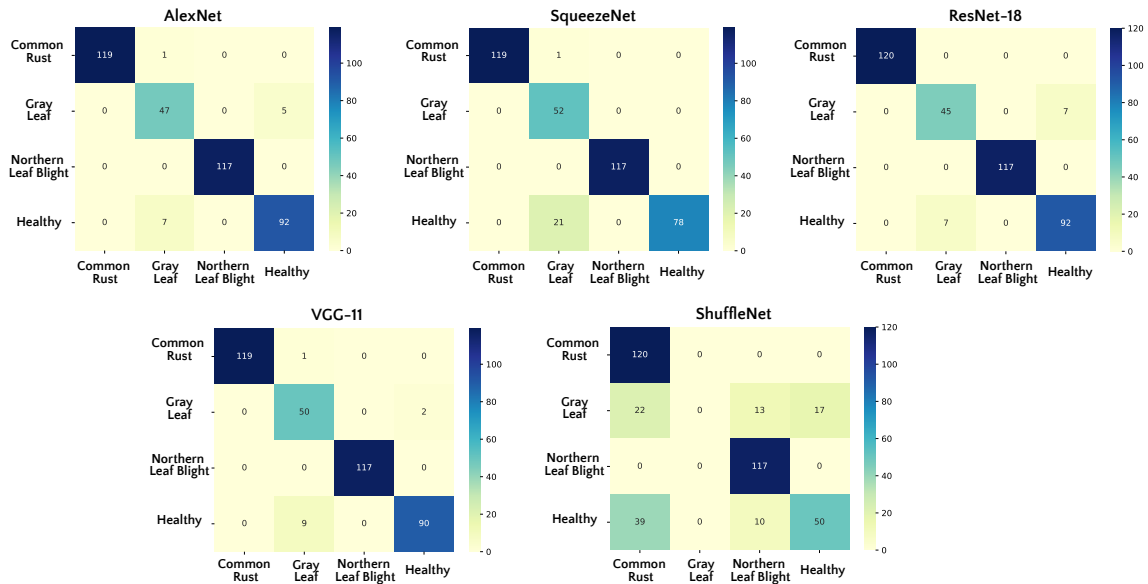 AlexNet
Common
Rust
119 1 0 0
Gray
Leaf
0 47 0 5
Northern
Leaf Blight
0 0 117 0
Healthy
0 7 0 92
Common
Rust
Gray
Leaf
Northern
Leaf Blight
Healthy
100
80
60
40
20
0
SqueezeNet
Common
Rust
119 1 0 0
Gray
Leaf
0 52 0 0
Northern
Leaf Blight
0 0 117 0
Healthy
0 21 0 78
Common
Rust
Gray
Leaf
Northern
Leaf Blight
Healthy
100
80
60
40
20
0
ResNet-18
Common
Rust
120 0 0 0
Gray
Leaf
0 45 0 7
Northern
Leaf Blight
0 0 117 0
Healthy
0 7 0 92
Common
Rust
Gray
Leaf
Northern
Leaf Blight
Healthy
120
100
80
60
40
20
0
VGG-11
Common
Rust
119 1 0 0
Gray
Leaf
0 50 0 2
Northern
Leaf Blight
0 0 117 0
Healthy
0 9 0 90
Common
Rust
Gray
Leaf
Northern
Leaf Blight
Healthy
100
80
60
40
20
0
ShuffleNet
Common
Rust
120 0 0 0
Gray
Leaf
22 0 13 17
Northern
Leaf Blight
0 0 117 0
Healthy
39 0 10 50
Common
Rust
Gray
Leaf
Northern
Leaf Blight
Healthy
120
100
80
60
40
20
0